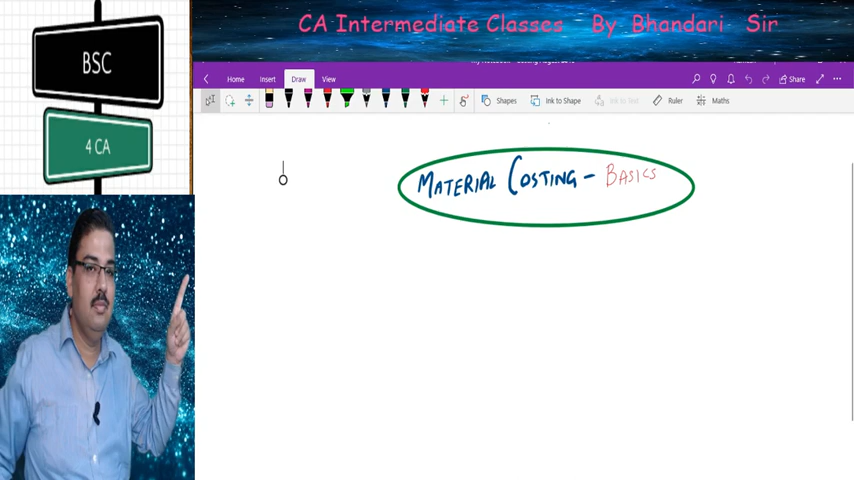 CA Intermediate Classes By Bhandari Sir
BSC
4 CA
Home Insert Draw View
Share
Shapes Ink to Shape Ink to Text Ruler Maths
MATERIAL COSTING - BASICS